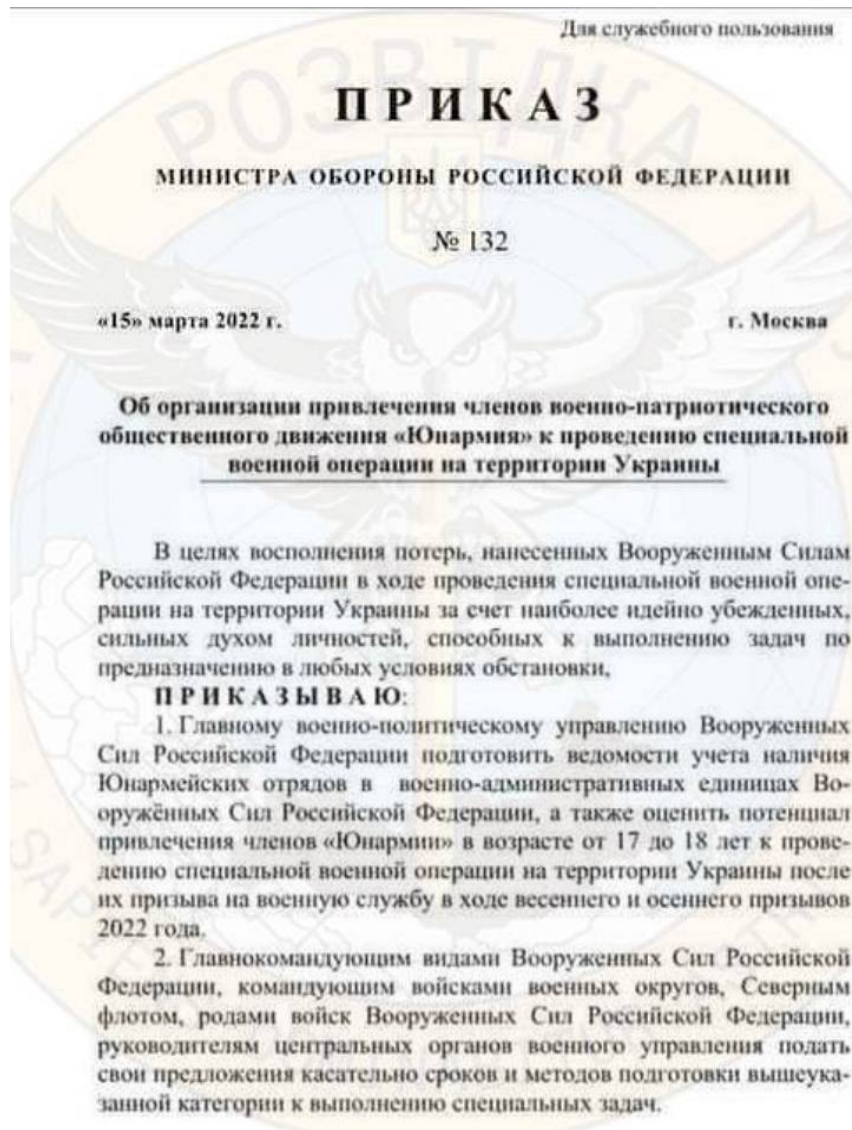 Для служебного пользования
ПРИКАЗ
МИНИСТРА ОБОРОНЫ РОССИЙСКОЙ ФЕДЕРАЦИИ
№ 132
«15» марта 2022 г. г. Москва
Об организации привлечения членов военно-патриотического
общественного движения «Юнармия» к проведению специальной
военной операции на территории Украины
В целях восполнения потерь, нанесенных Вооруженным Силам
Российской Федерации в ходе проведения специальной военной опе-
рации на территории Украины за счет наиболее идейно убежденных,
сильных духом личностей, способных к выполнению задач по
предназначению в любых условиях обстановки,
ПРИКАЗЫВАЮ:
1. Главному военно-политическому управлению Вооруженных
Сил Российской Федерации подготовить ведомости учета наличия
Юнармейских отрядов в военно-административных единицах Во-
оружённых Сил Российской Федерации, а также оценить потенциал
привлечения членов «Юнармии» в возрасте от 17 до 18 лет к прове-
дению специальной военной операции на территории Украины после
их призыва на военную службу в ходе весеннего и осеннего призывов
2022 года.
2. Главнокомандующим видами Вооруженных Сил Российской
Федерации, командующим войсками военных округов, Северным
флотом, родами войск Вооруженных Сил Российской Федерации,
руководителям центральных органов военного управления подать
свои предложения касательно сроков и методов подготовки вышеука-
занной категории к выполнению специальных задач.
РОЗВІДКА